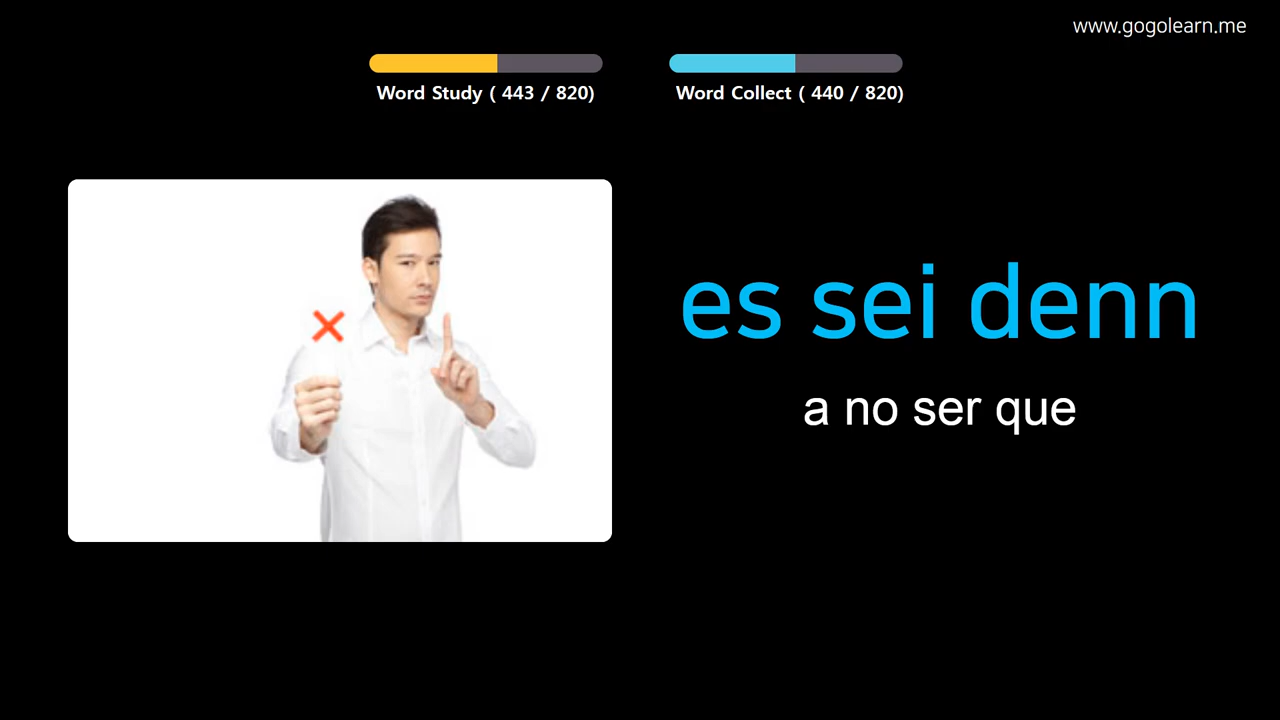 www.gogolearn.me
Word Study ( 443 / 820)
Word Collect ( 440 / 820)
es sei denn
a no ser que